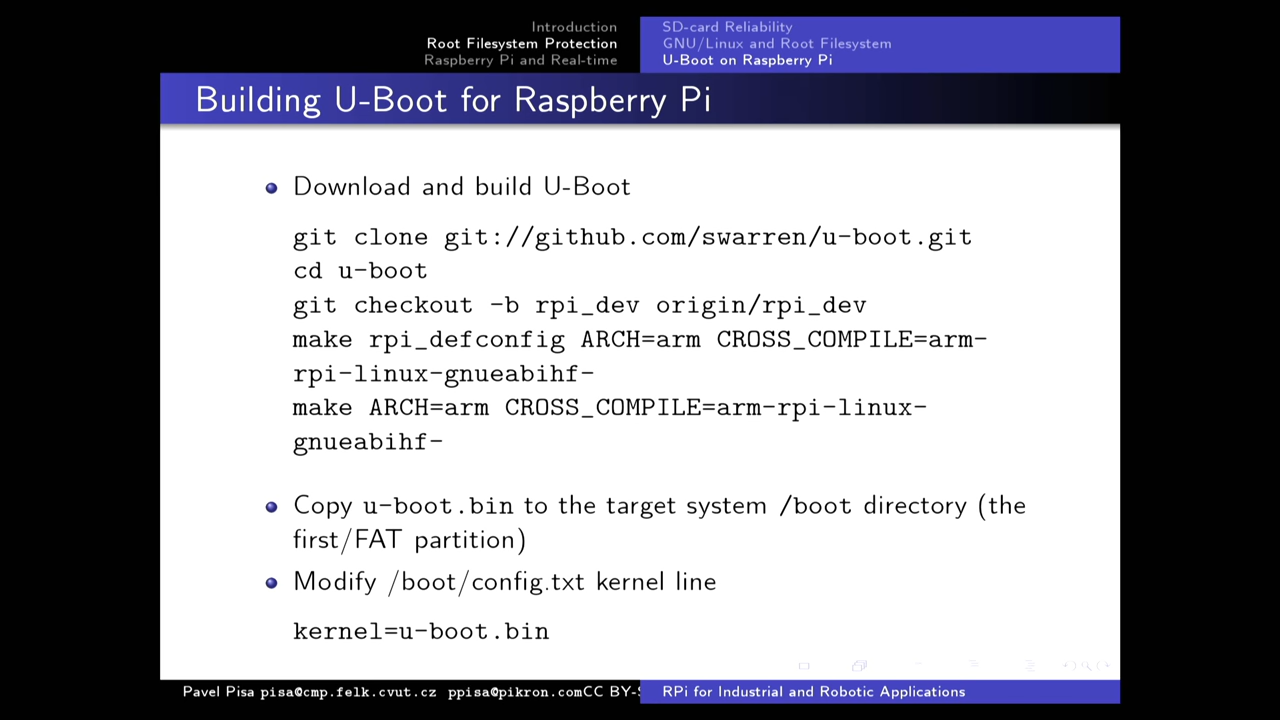 Introduction
Root Filesystem Protection
Raspberry Pi and Real-time
SD-card Reliability
GNU/Linux and Root Filesystem
U-Boot on Raspberry Pi
Building U-Boot for Raspberry Pi
Download and build U-Boot
git clone git://github.com/swarren/u-boot.git
cd u-boot
git checkout -b rpi_dev origin/rpi_dev
make rpi_defconfig ARCH=arm CROSS_COMPILE=arm-
rpi-linux-gnueabihf-
make ARCH=arm CROSS_COMPILE=arm-rpi-linux-
gnueabihf-
Copy u-boot.bin to the target system /boot directory (the
first/FAT partition)
Modify /boot/config.txt kernel line
kernel=u-boot.bin
Pavel Pisa pisa@cmp.felk.cvut.cz ppisa@pikron.comCC BY-
RPi for Industrial and Robotic Applications